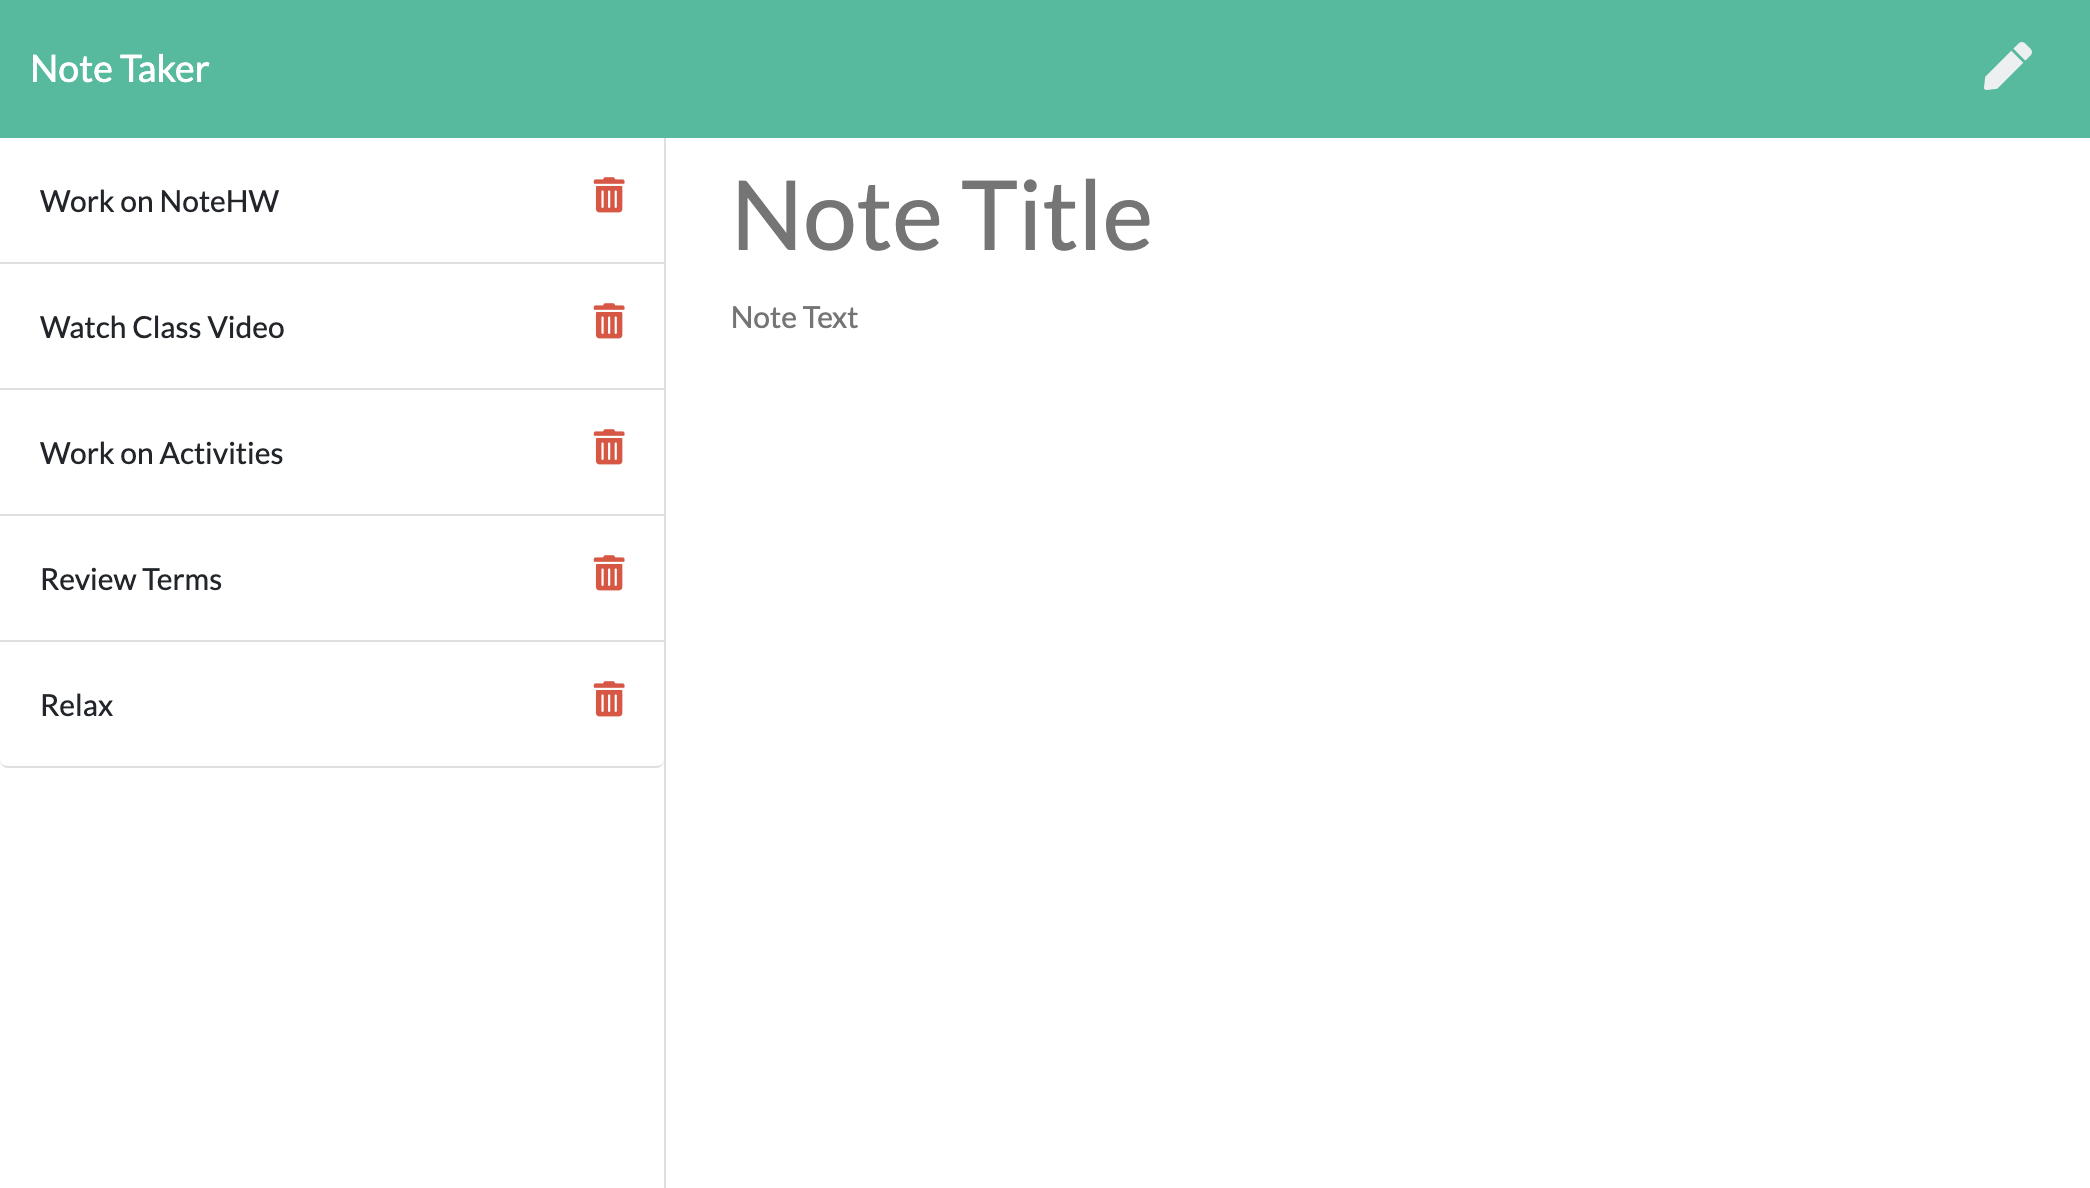 Note Taker
Work on NoteHW
Watch Class Video
Work on Activities
Review Terms
Relax
Note Title
Note Text